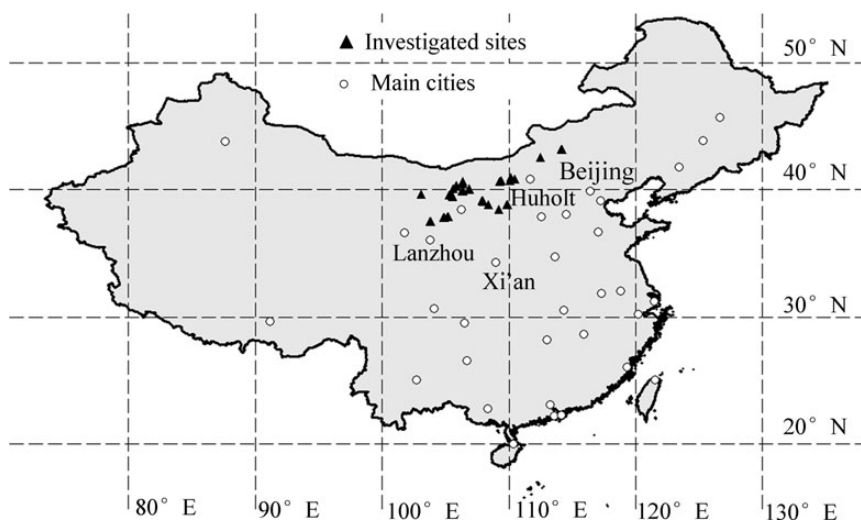 ▲ Investigated sites
○ Main cities
50° N
40° N
30° N
20° N
Beijing
Huholt
Lanzhou
Xi'an
80° E 90° E 100° E 110° E 120° E 130° E